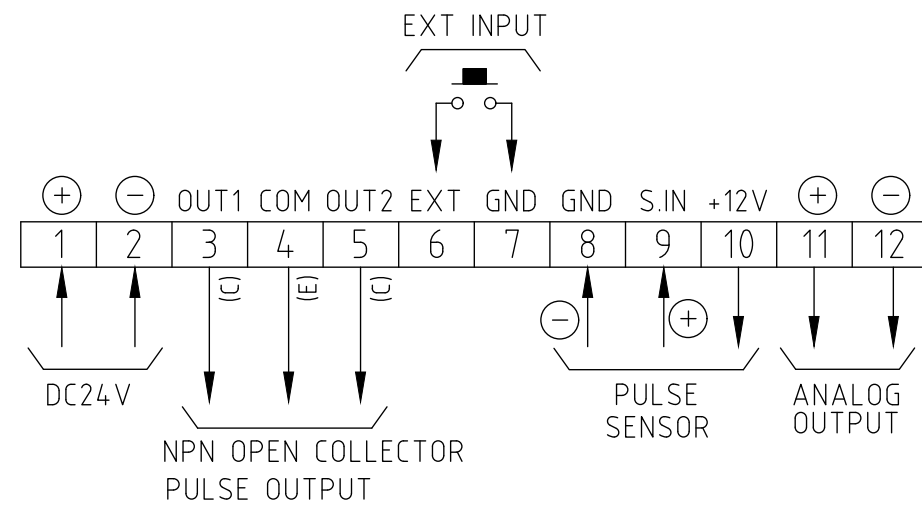 EXT INPUT
+ − OUT1 COM OUT2 EXT GND GND S.IN +12V + −
1 2 3 4 5 6 7 8 9 10 11 12
(C) (E) (C)
− +
DC24V
PULSE
SENSOR
ANALOG
OUTPUT
NPN OPEN COLLECTOR
PULSE OUTPUT